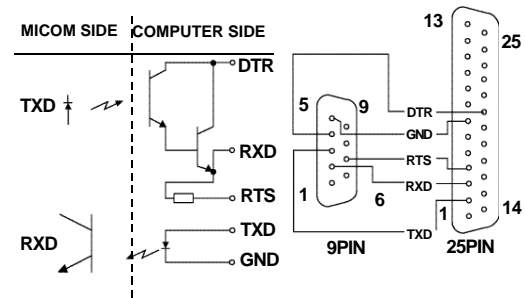 MICOM SIDE COMPUTER SIDE
13
25
DTR
TXD
5 9
DTR
GND
RXD
RTS
RTS
RXD
1 6
1 14
TXD
RXD
TXD
GND
9PIN 25PIN